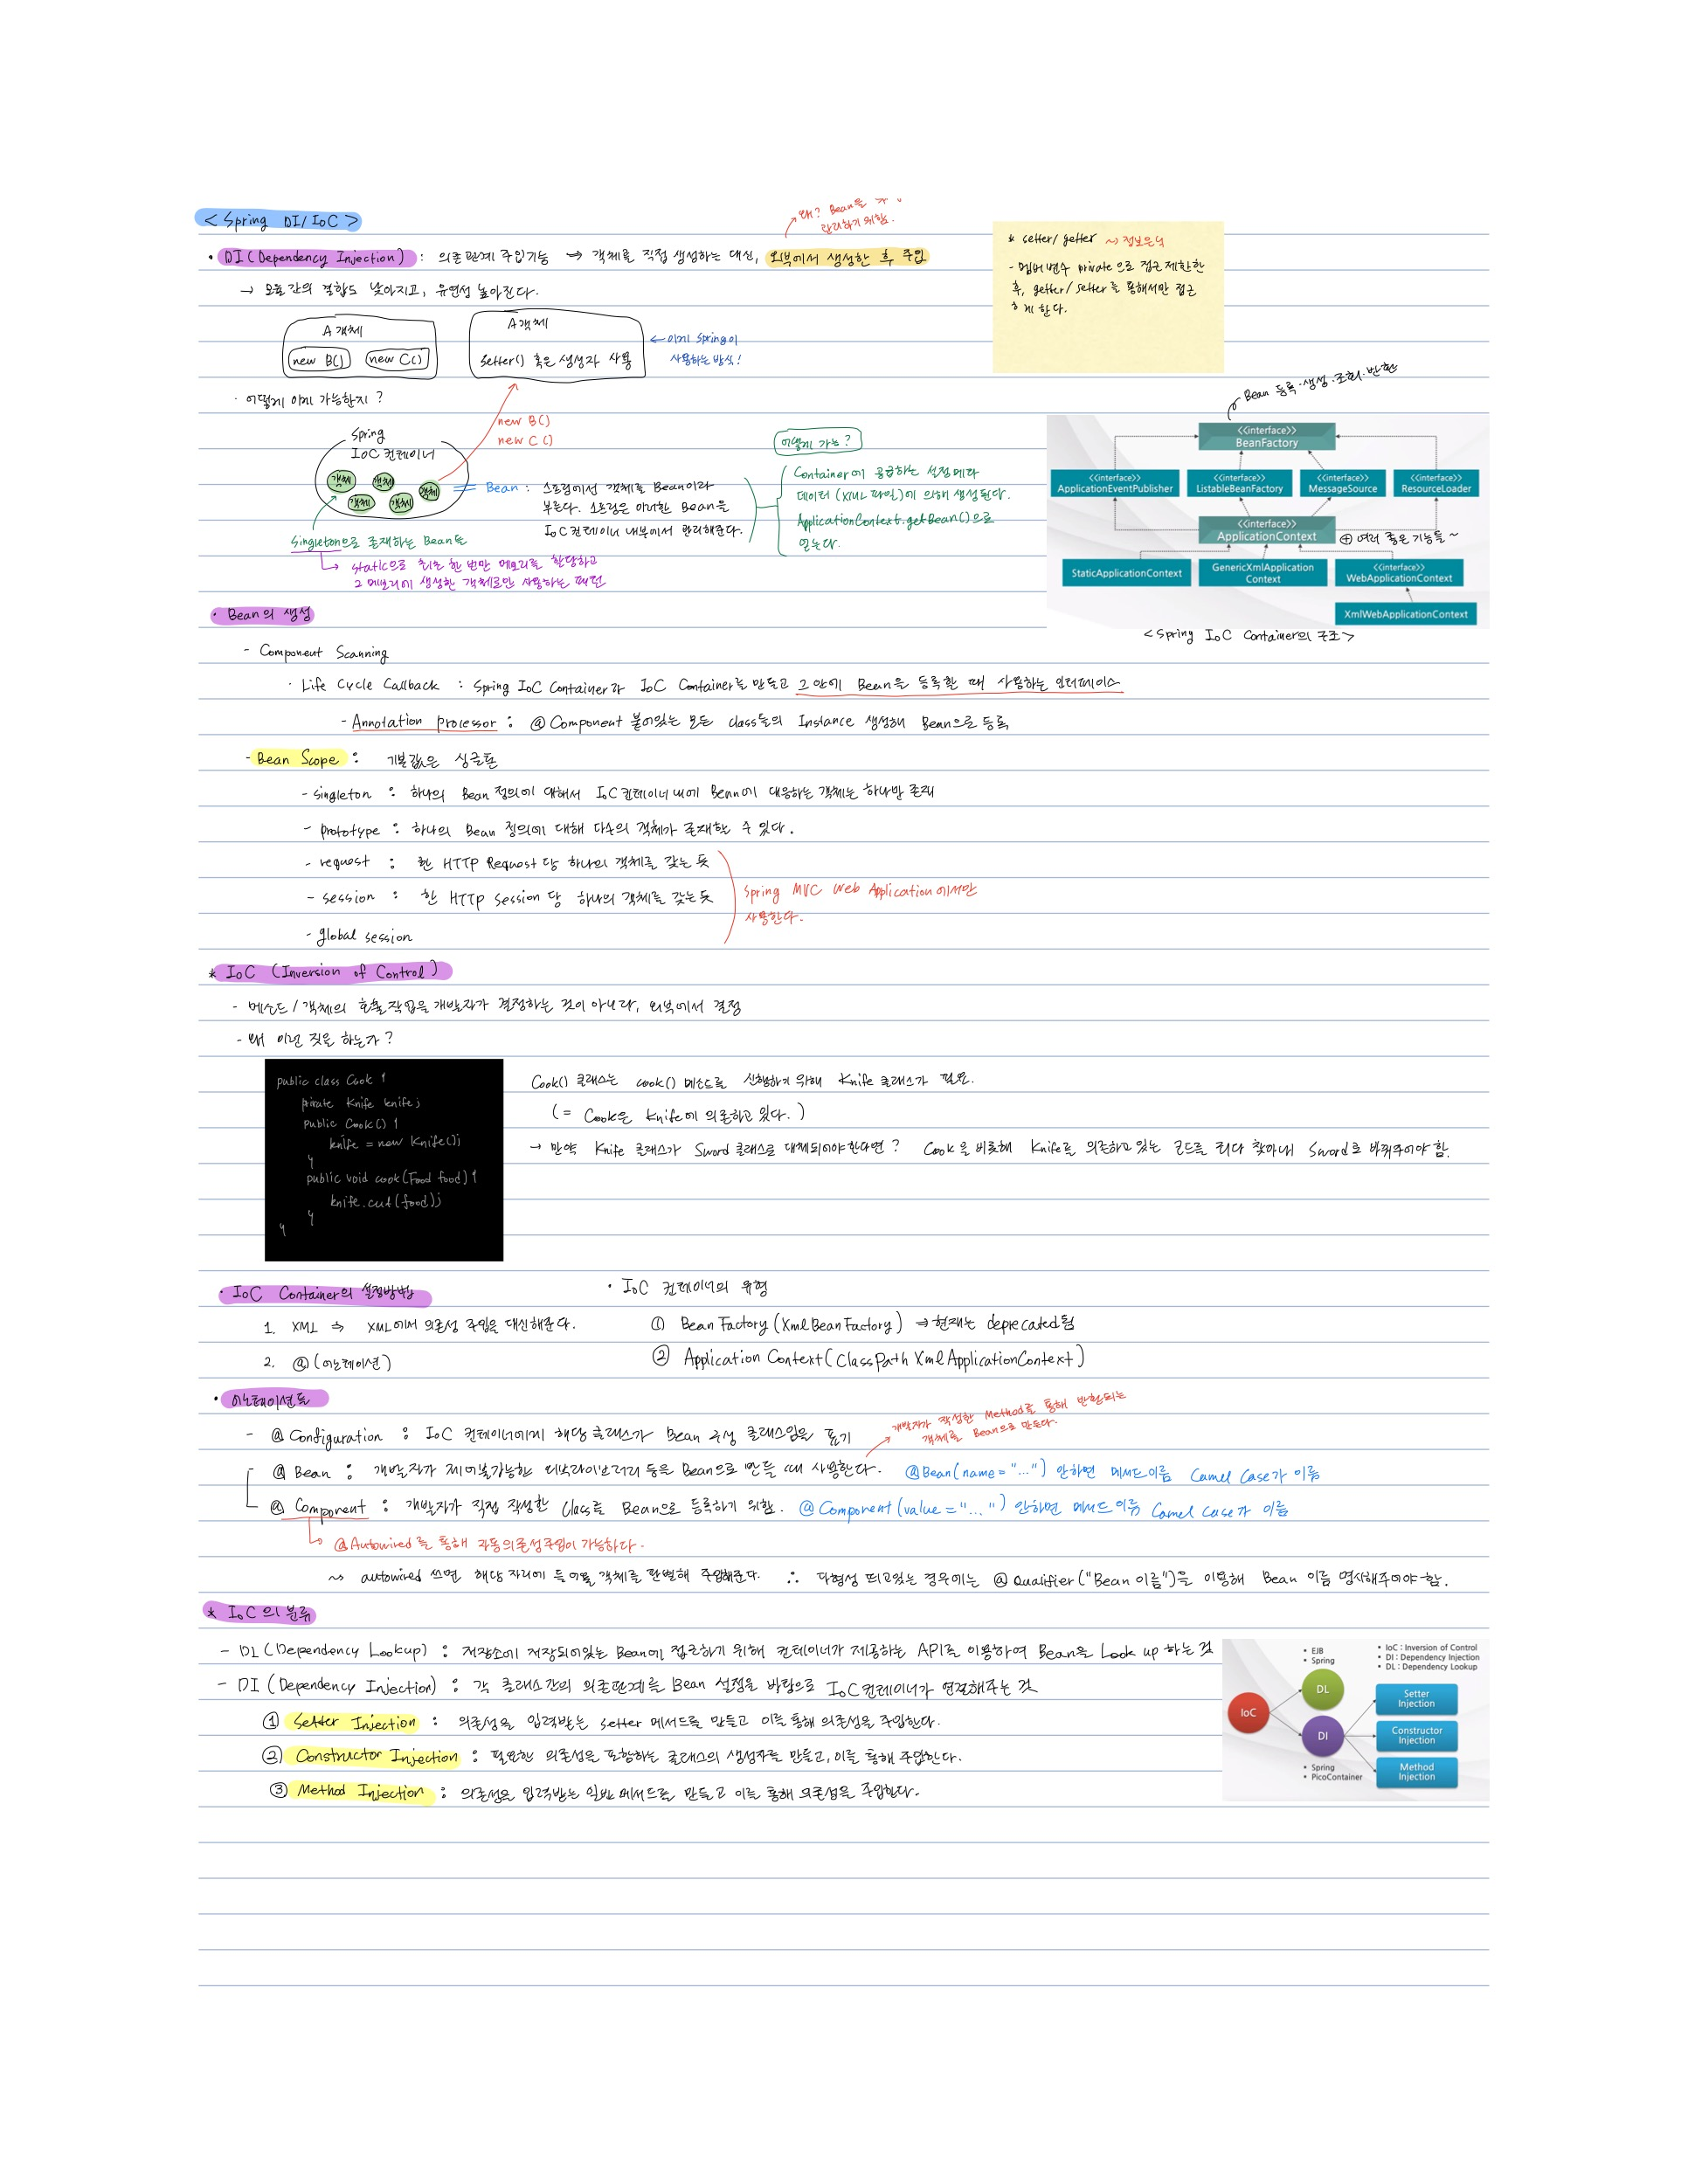 < Spring DI/IoC >
왜? Bean을
관리하기 위함.
• DI (Dependency Injection) : 의존관계 주입기능 ⇒ 객체를 직접 생성하는 대신, 외부에서 생성한 후 주입
→ 모듈 간의 결합도 낮아지고, 유연성 높아진다.
* setter/getter ~> 정보은닉
- 멤버변수 private으로 접근 제한한
후, getter/setter를 통해서만 접근
하게 한다.
A 객체
new B() new C()
A 객체
setter() 혹은 생성자 사용
← 이게 Spring이
사용하는 방식!
· 어떻게 이게 가능한지?
new B()
new C()
Spring
IoC 컨테이너
객체 객체 객체
객체 객체
Bean : 스프링에서 객체를 Bean이라
부른다. 스프링은 이러한 Bean을
IoC 컨테이너 내부에서 관리해준다.
어떻게 가능?
Container에 공급하는 설정 메타
데이터 (XML 파일)에 의해 생성된다.
ApplicationContext.getBean()으로
얻는다.
Singleton으로 존재하는 Bean들
static으로 최초 한 번만 메모리를 할당하고
그 메모리에 생성한 객체로만 사용하는 패턴
Bean 등록·생성·조회·반환
<<interface>>
BeanFactory
<<interface>>
ApplicationEventPublisher
<<interface>>
ListableBeanFactory
<<interface>>
MessageSource
<<interface>>
ResourceLoader
<<interface>>
ApplicationContext
⊕ 여러 좋은 기능들~
StaticApplicationContext
GenericXmlApplication
Context
<<interface>>
WebApplicationContext
XmlWebApplicationContext
< Spring IoC Container의 구조 >
· Bean의 생성
- Component Scanning
· Life Cycle Callback : Spring IoC Container과 IoC Container를 만들고 그 안에 Bean을 등록할 때 사용하는 인터페이스
- Annotation processor : @Component 붙어있는 모든 class들의 Instance 생성해 Bean으로 등록
- Bean Scope : 기본값은 싱글톤
- singleton : 하나의 Bean 정의에 대해서 IoC 컨테이너 내에 Bean에 대응하는 객체는 하나만 존재
- prototype : 하나의 Bean 정의에 대해 다수의 객체가 존재할 수 있다.
- request : 한 HTTP Request 당 하나의 객체를 갖는 듯
- session : 한 HTTP Session 당 하나의 객체를 갖는 듯
- global session
Spring MVC Web Application에서만
사용한다.
* IoC (Inversion of Control)
- 메소드/객체의 호출작업을 개발자가 결정하는 것이 아니라, 외부에서 결정
- 왜 이런 짓을 하는가?
public class Cook {
private Knife knife;
public Cook() {
knife = new Knife();
}
public void cook(Food food) {
knife.cut(food);
}
}
Cook() 클래스는 cook() 메소드를 실행하기 위해 Knife 클래스가 필요.
(= Cook은 Knife에 의존하고 있다.)
→ 만약 Knife 클래스가 Sword 클래스로 대체되어야한다면? Cook을 비롯해 Knife를 의존하고 있는 코드를 죄다 찾아내 Sword로 바꿔주어야 함.
· IoC Container의 설정방법
1. XML ⇒ XML에서 의존성 주입을 대신해준다.
2. @ (어노테이션)
· IoC 컨테이너의 유형
① Bean Factory (XmlBeanFactory) ⇒ 현재는 deprecated됨
② Application Context (ClassPathXmlApplicationContext)
· 어노테이션들
- @Configuration : IoC 컨테이너에게 해당 클래스가 Bean 구성 클래스임을 표기
개발자가 작성한 Method를 통해 반환되는
객체를 Bean으로 만든다.
@Bean : 개발자가 제어불가능한 외부라이브러리 등을 Bean으로 만들 때 사용한다. @Bean(name="...") 안하면 메서드이름 Camel Case가 이름
@Component : 개발자가 직접 작성한 Class를 Bean으로 등록하기 위함. @Component (value="...") 안하면 메서드 이름 Camel Case가 이름
@Autowired를 통해 자동의존성주입이 가능하다.
~> autowired 쓰면 해당 자리에 들어올 객체를 판별해 주입해준다. ∴ 다형성 띄고있는 경우에는 @Qualifier("Bean 이름")을 이용해 Bean 이름 명시해주어야 함.
* IoC의 분류
- DL (Dependency Lookup) : 저장소에 저장되어있는 Bean에 접근하기 위해 컨테이너가 제공하는 API를 이용하여 Bean을 Look up 하는 것
- DI (Dependency Injection) : 각 클래스간의 의존관계를 Bean 설정을 바탕으로 IoC컨테이너가 연결해주는 것
① Setter Injection : 의존성을 입력받는 setter 메서드를 만들고 이를 통해 의존성을 주입한다.
② Constructor Injection : 필요한 의존성을 포함하는 클래스의 생성자를 만들고, 이를 통해 주입한다.
③ Method Injection : 의존성을 입력받는 일반 메서드를 만들고 이를 통해 의존성을 주입한다.
• EJB
• Spring
• IoC : Inversion of Control
• DI : Dependency Injection
• DL : Dependency Lookup
IoC
DL
DI
Setter
Injection
Constructor
Injection
Method
Injection
• Spring
• PicoContainer